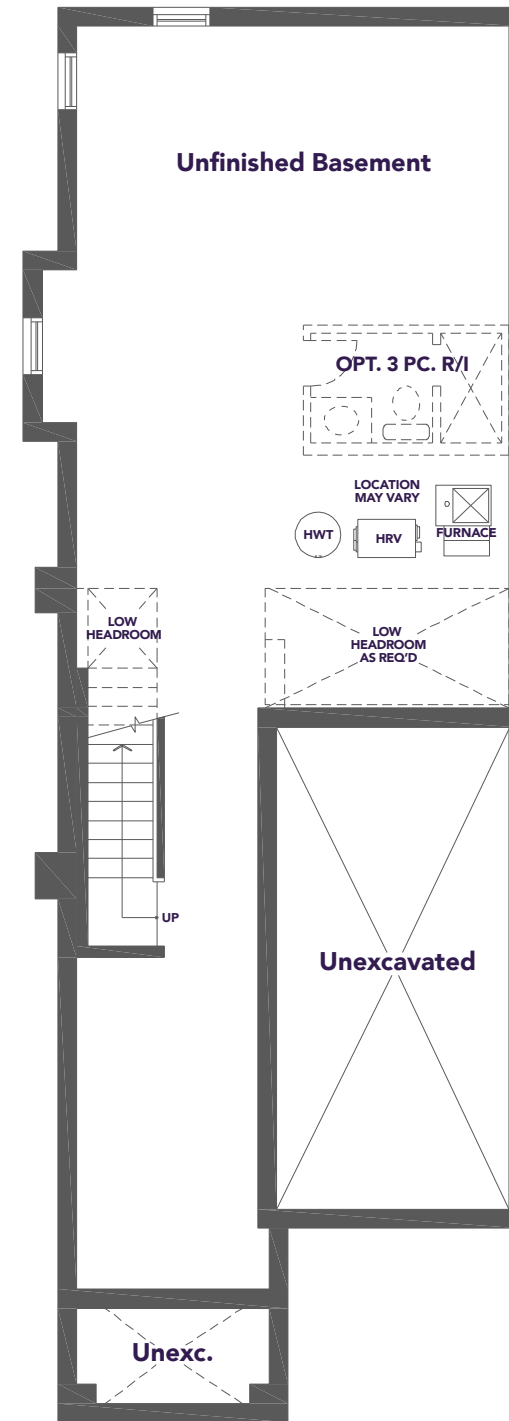 Unfinished Basement
OPT. 3 PC. R/I
LOCATION
MAY VARY
HWT
HRV
FURNACE
LOW
HEADROOM
LOW
HEADROOM
AS REQ'D
UP
Unexcavated
Unexc.